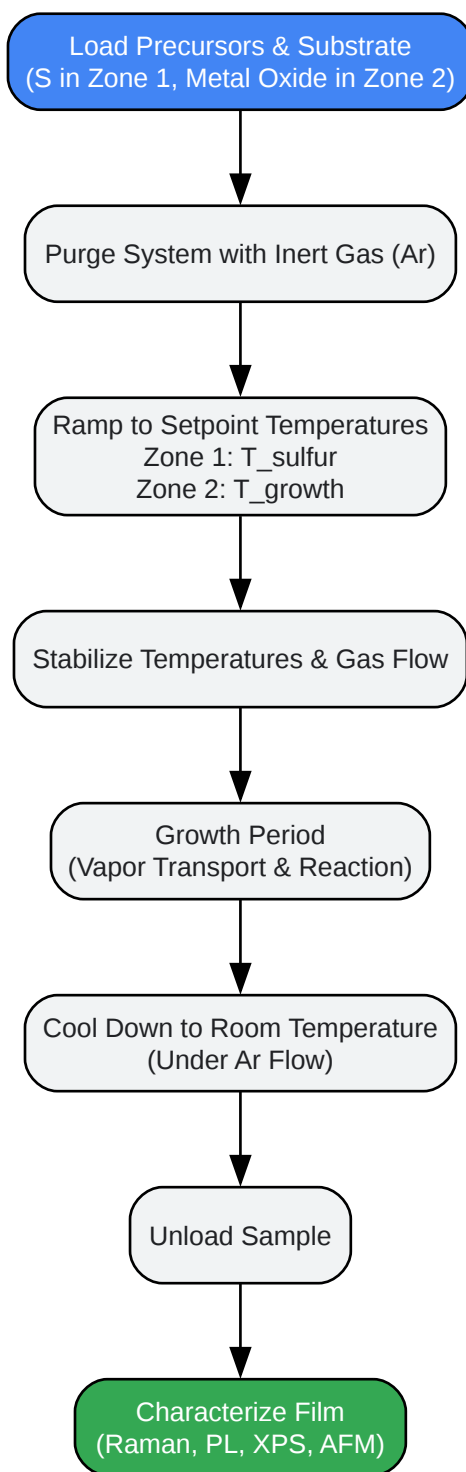 Load Precursors & Substrate
(S in Zone 1, Metal Oxide in Zone 2)
Purge System with Inert Gas (Ar)
Ramp to Setpoint Temperatures
Zone 1: T_sulfur
Zone 2: T_growth
Stabilize Temperatures & Gas Flow
Growth Period
(Vapor Transport & Reaction)
Cool Down to Room Temperature
(Under Ar Flow)
Unload Sample
Characterize Film
(Raman, PL, XPS, AFM)